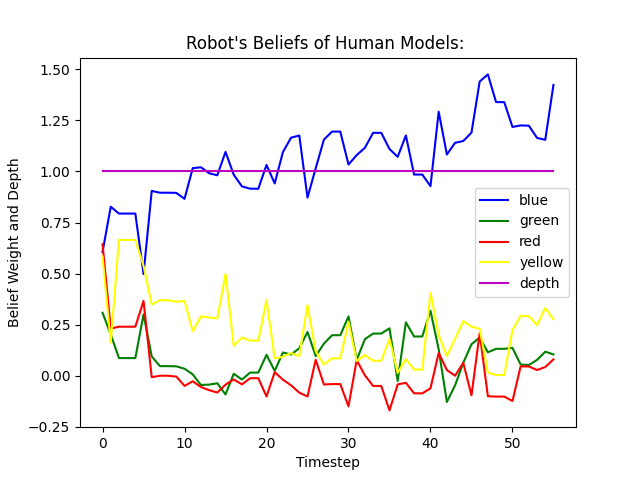 Robot's Beliefs of Human Models:
1.50
1.25
1.00
0.75
0.50
0.25
0.00
−0.25
Belief Weight and Depth
blue
green
red
yellow
depth
0 10 20 30 40 50
Timestep